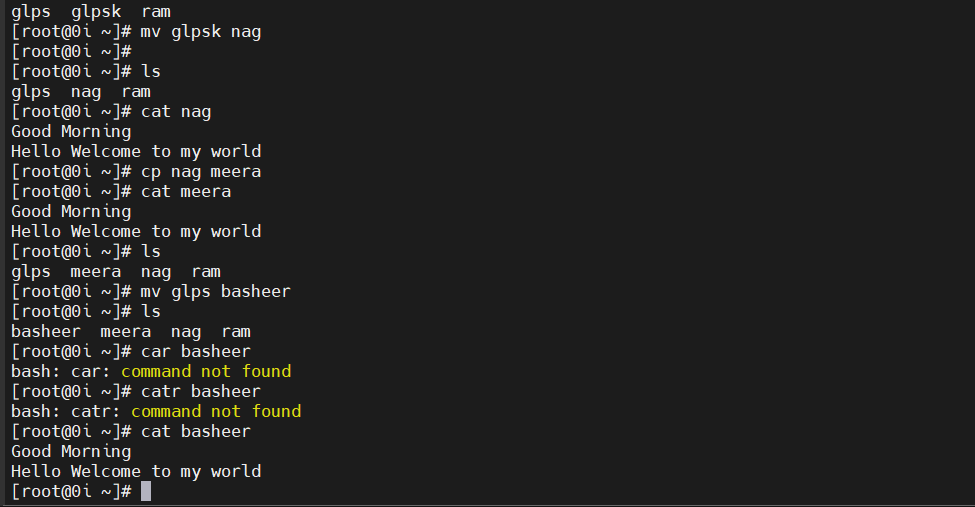 glps  glpsk  ram
[root@0i ~]# mv glpsk nag
[root@0i ~]#
[root@0i ~]# ls
glps  nag  ram
[root@0i ~]# cat nag
Good Morning
Hello Welcome to my world
[root@0i ~]# cp nag meera
[root@0i ~]# cat meera
Good Morning
Hello Welcome to my world
[root@0i ~]# ls
glps  meera  nag  ram
[root@0i ~]# mv glps basheer
[root@0i ~]# ls
basheer  meera  nag  ram
[root@0i ~]# car basheer
bash: car: command not found
[root@0i ~]# catr basheer
bash: catr: command not found
[root@0i ~]# cat basheer
Good Morning
Hello Welcome to my world
[root@0i ~]#